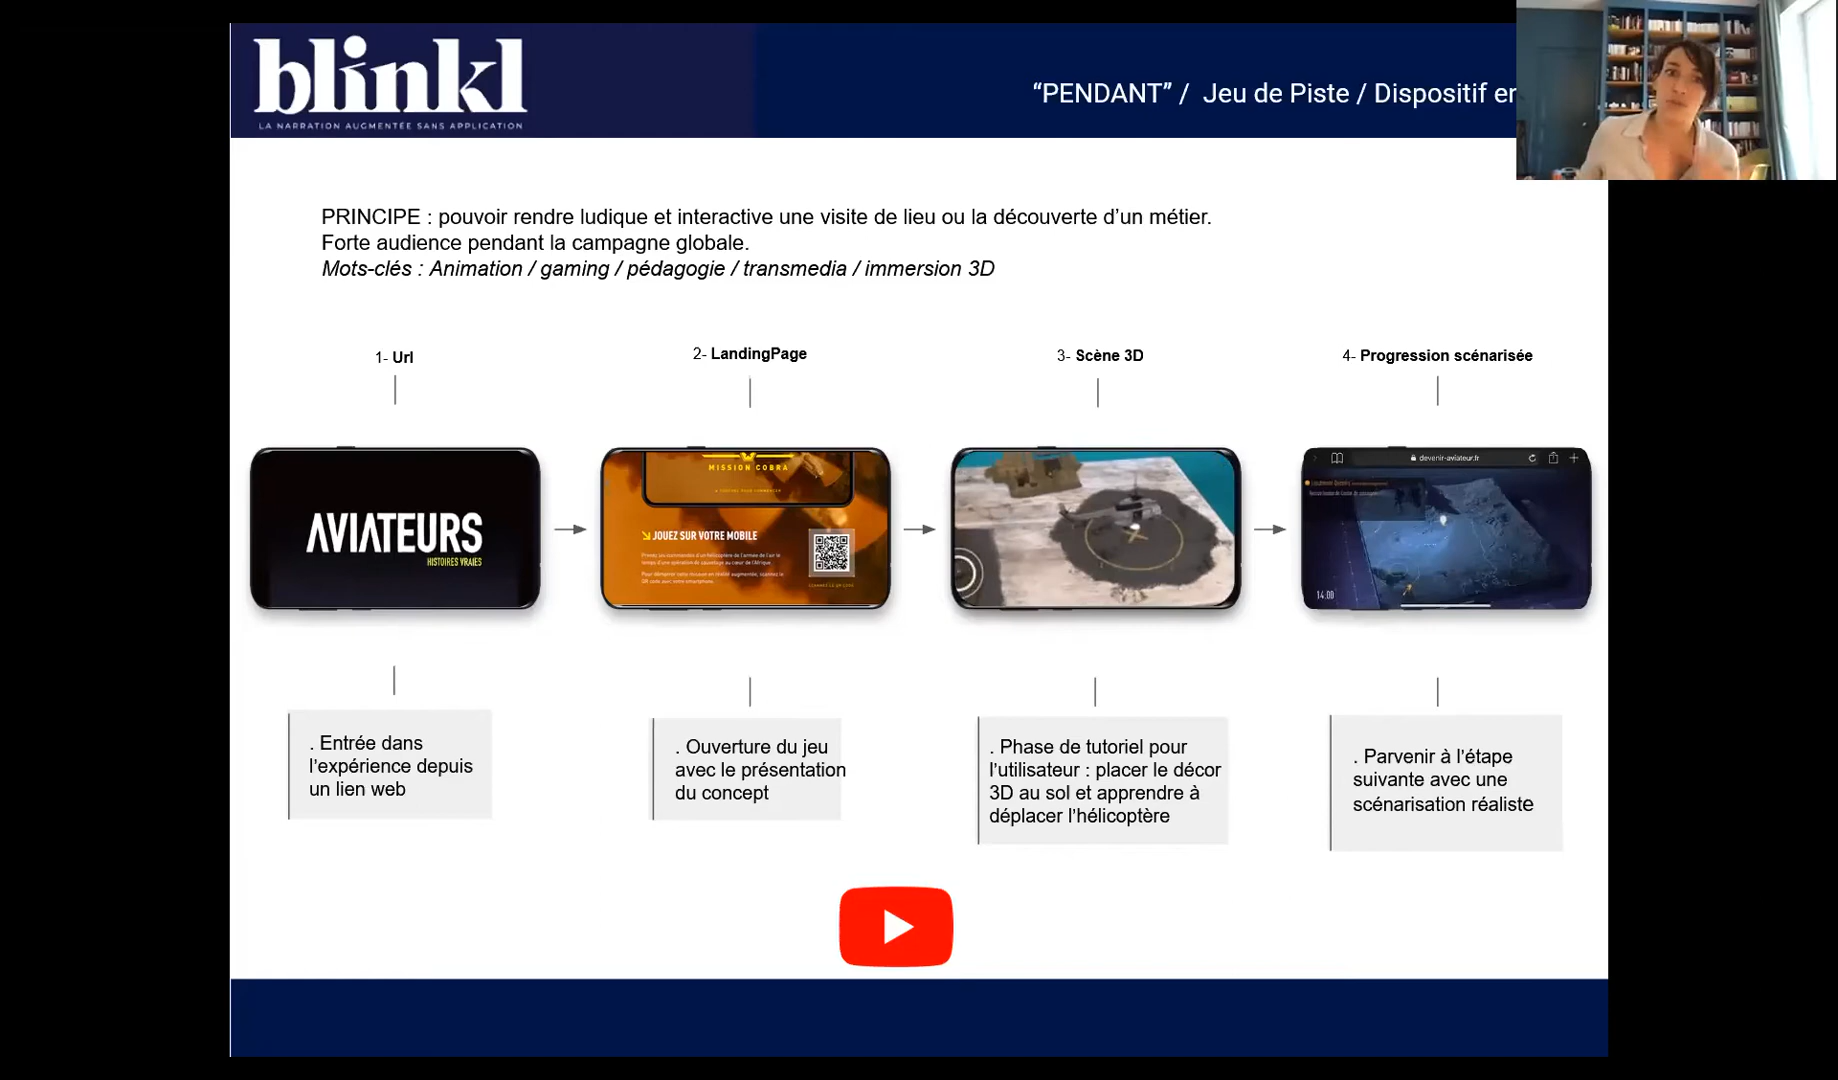 blinkl
LA NARRATION AUGMENTÉE SANS APPLICATION
“PENDANT” / Jeu de Piste / Dispositif er
PRINCIPE : pouvoir rendre ludique et interactive une visite de lieu ou la découverte d’un métier.
Forte audience pendant la campagne globale.
Mots-clés : Animation / gaming / pédagogie / transmedia / immersion 3D
1- Url
2- LandingPage
3- Scène 3D
4- Progression scénarisée
AVIATEURS
HISTOIRES VRAIES
MISSION COBRA
JOUEZ SUR VOTRE MOBILE
devenir-aviateur.fr
14.00
. Entrée dans
l’expérience depuis
un lien web
. Ouverture du jeu
avec le présentation
du concept
. Phase de tutoriel pour
l’utilisateur : placer le décor
3D au sol et apprendre à
déplacer l’hélicoptère
. Parvenir à l’étape
suivante avec une
scénarisation réaliste